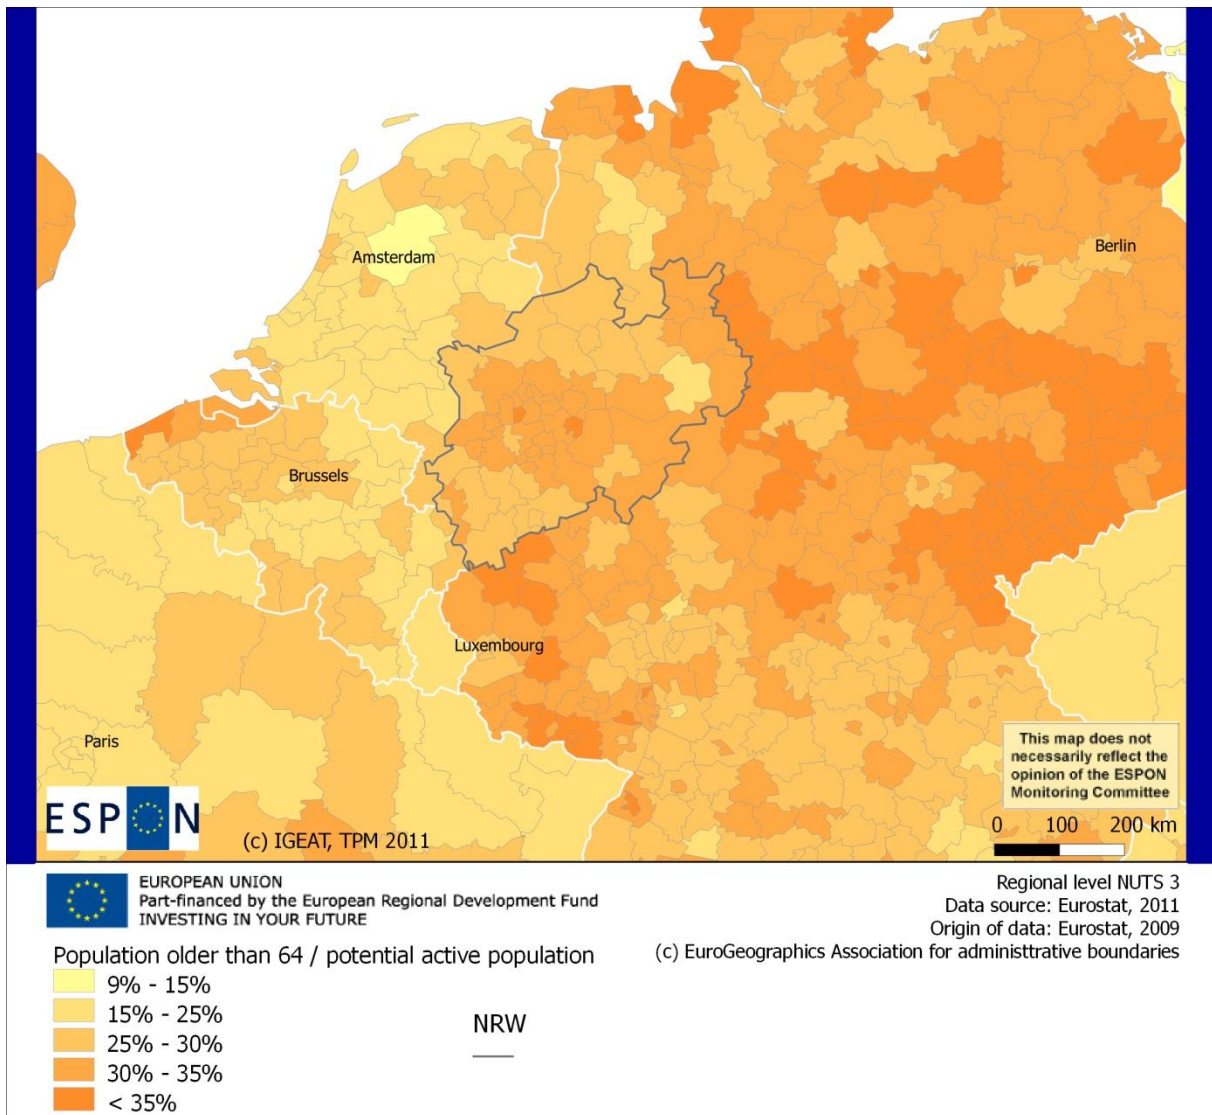 Amsterdam
Berlin
Brussels
Luxembourg
Paris
This map does not
necessarily reflect the
opinion of the ESPON
Monitoring Committee
0 100 200 km
ESPON
(c) IGEAT, TPM 2011
EUROPEAN UNION
Part-financed by the European Regional Development Fund
INVESTING IN YOUR FUTURE
Regional level NUTS 3
Data source: Eurostat, 2011
Origin of data: Eurostat, 2009
(c) EuroGeographics Association for administtrative boundaries
Population older than 64 / potential active population
9% - 15%
15% - 25%
25% - 30%
30% - 35%
< 35%
NRW